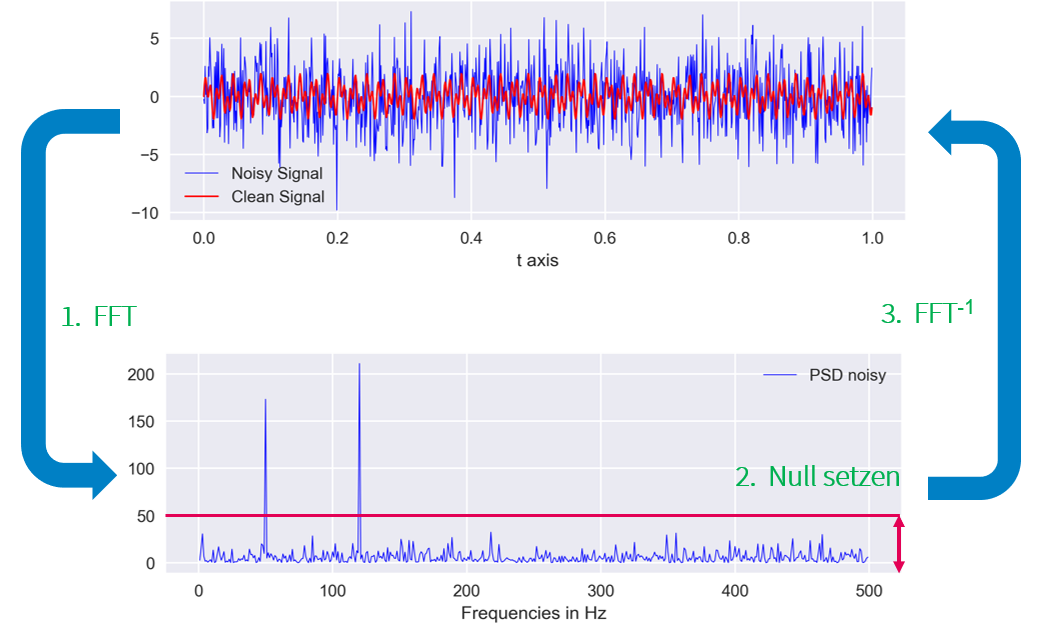 5
0
−5
−10
Noisy Signal
Clean Signal
0.0 0.2 0.4 0.6 0.8 1.0
t axis
1. FFT
3. FFT-1
200
150
100
50
0
PSD noisy
2. Null setzen
0 100 200 300 400 500
Frequencies in Hz